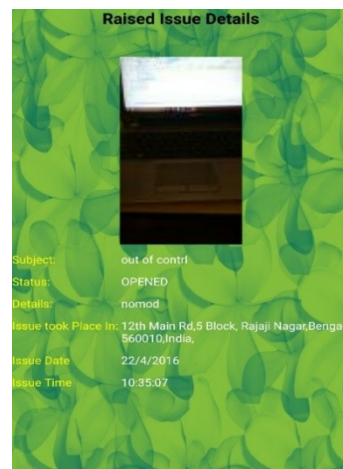 Raised Issue Details
Subject: out of contrl
Status: OPENED
Details: nomod
Issue took Place In: 12th Main Rd,5 Block, Rajaji Nagar,Benga
560010,India,
Issue Date 22/4/2016
Issue Time 10:35:07